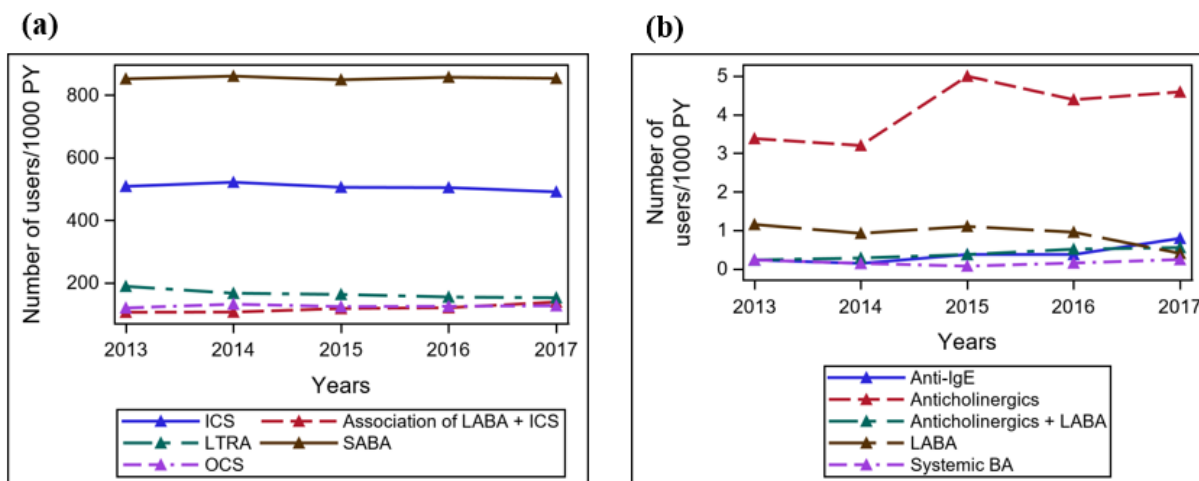 (a)
Number of users/1000 PY
800
600
400
200
2013 2014 2015 2016 2017
Years
ICS Association of LABA + ICS
LTRA SABA
OCS
(b)
Number of
users/1000 PY
5
4
3
2
1
0
2013 2014 2015 2016 2017
Years
Anti-IgE
Anticholinergics
Anticholinergics + LABA
LABA
Systemic BA